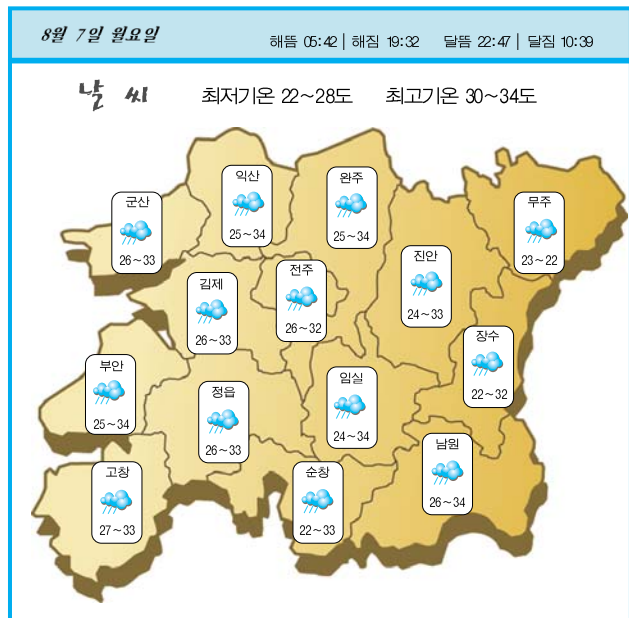 8월 7일 월요일
해뜸 05:42 | 해짐 19:32 달뜸 22:47 | 달짐 10:39
날 씨 최저기온 22~28도 최고기온 30~34도
익산
25~34
완주
25~34
군산
26~33
무주
23~22
진안
24~33
전주
26~32
김제
26~33
장수
22~32
부안
25~34
임실
24~34
정읍
26~33
남원
26~34
고창
27~33
순창
22~33